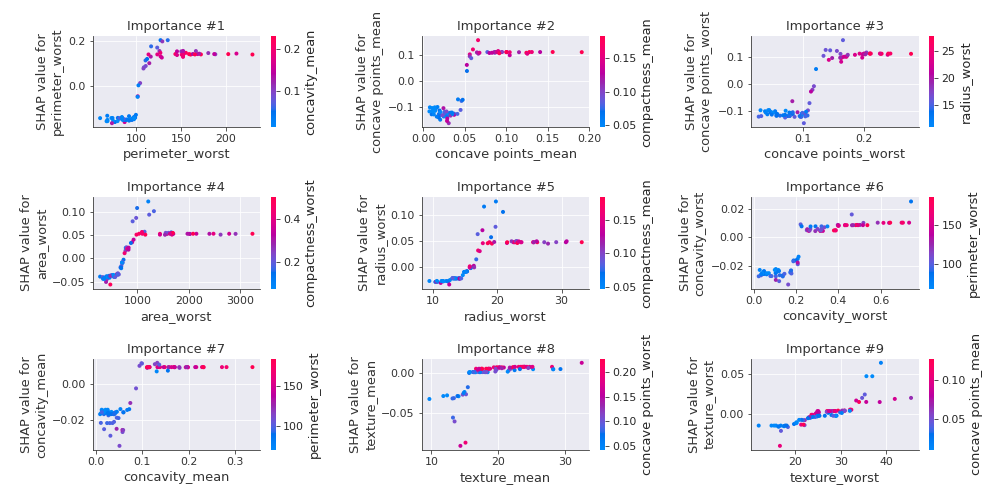 Importance #1
SHAP value for
perimeter_worst
0.2
0.0
100
150
200
perimeter_worst
0.2
0.1
concavity_mean
Importance #2
SHAP value for
concave points_mean
0.1
0.0
−0.1
0.00
0.05
0.10
0.15
0.20
concave points_mean
0.15
0.10
0.05
compactness_mean
Importance #3
SHAP value for
concave points_worst
0.1
0.0
−0.1
0.1
0.2
concave points_worst
25
20
15
radius_worst
Importance #4
SHAP value for
area_worst
0.10
0.05
0.00
−0.05
1000
2000
3000
area_worst
0.4
0.2
compactness_worst
Importance #5
SHAP value for
radius_worst
0.10
0.05
0.00
10
20
30
radius_worst
0.15
0.10
0.05
compactness_mean
Importance #6
SHAP value for
concavity_worst
0.02
0.00
−0.02
0.0
0.2
0.4
0.6
concavity_worst
150
100
perimeter_worst
Importance #7
SHAP value for
concavity_mean
0.00
−0.02
0.0
0.1
0.2
0.3
concavity_mean
150
100
perimeter_worst
Importance #8
SHAP value for
texture_mean
0.00
−0.05
10
15
20
25
30
texture_mean
0.20
0.15
0.10
0.05
concave points_worst
Importance #9
SHAP value for
texture_worst
0.05
0.00
20
30
40
texture_worst
0.10
0.05
concave points_mean